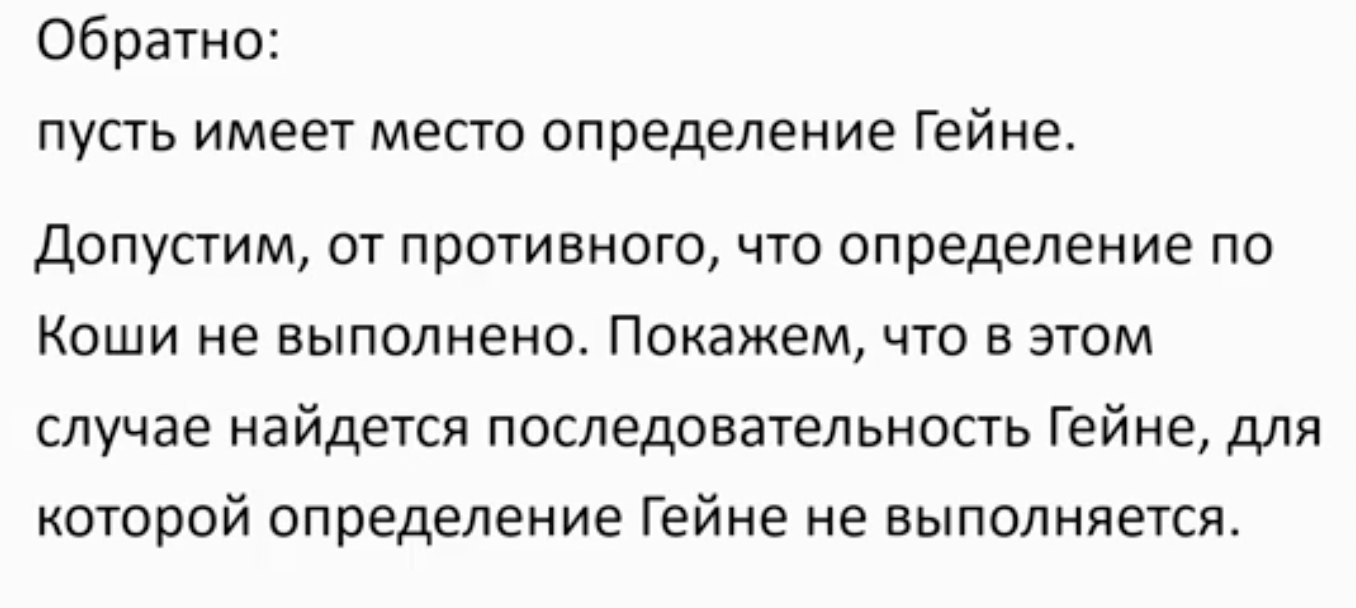 Обратно:
пусть имеет место определение Гейне.
Допустим, от противного, что определение по
Коши не выполнено. Покажем, что в этом
случае найдется последовательность Гейне, для
которой определение Гейне не выполняется.